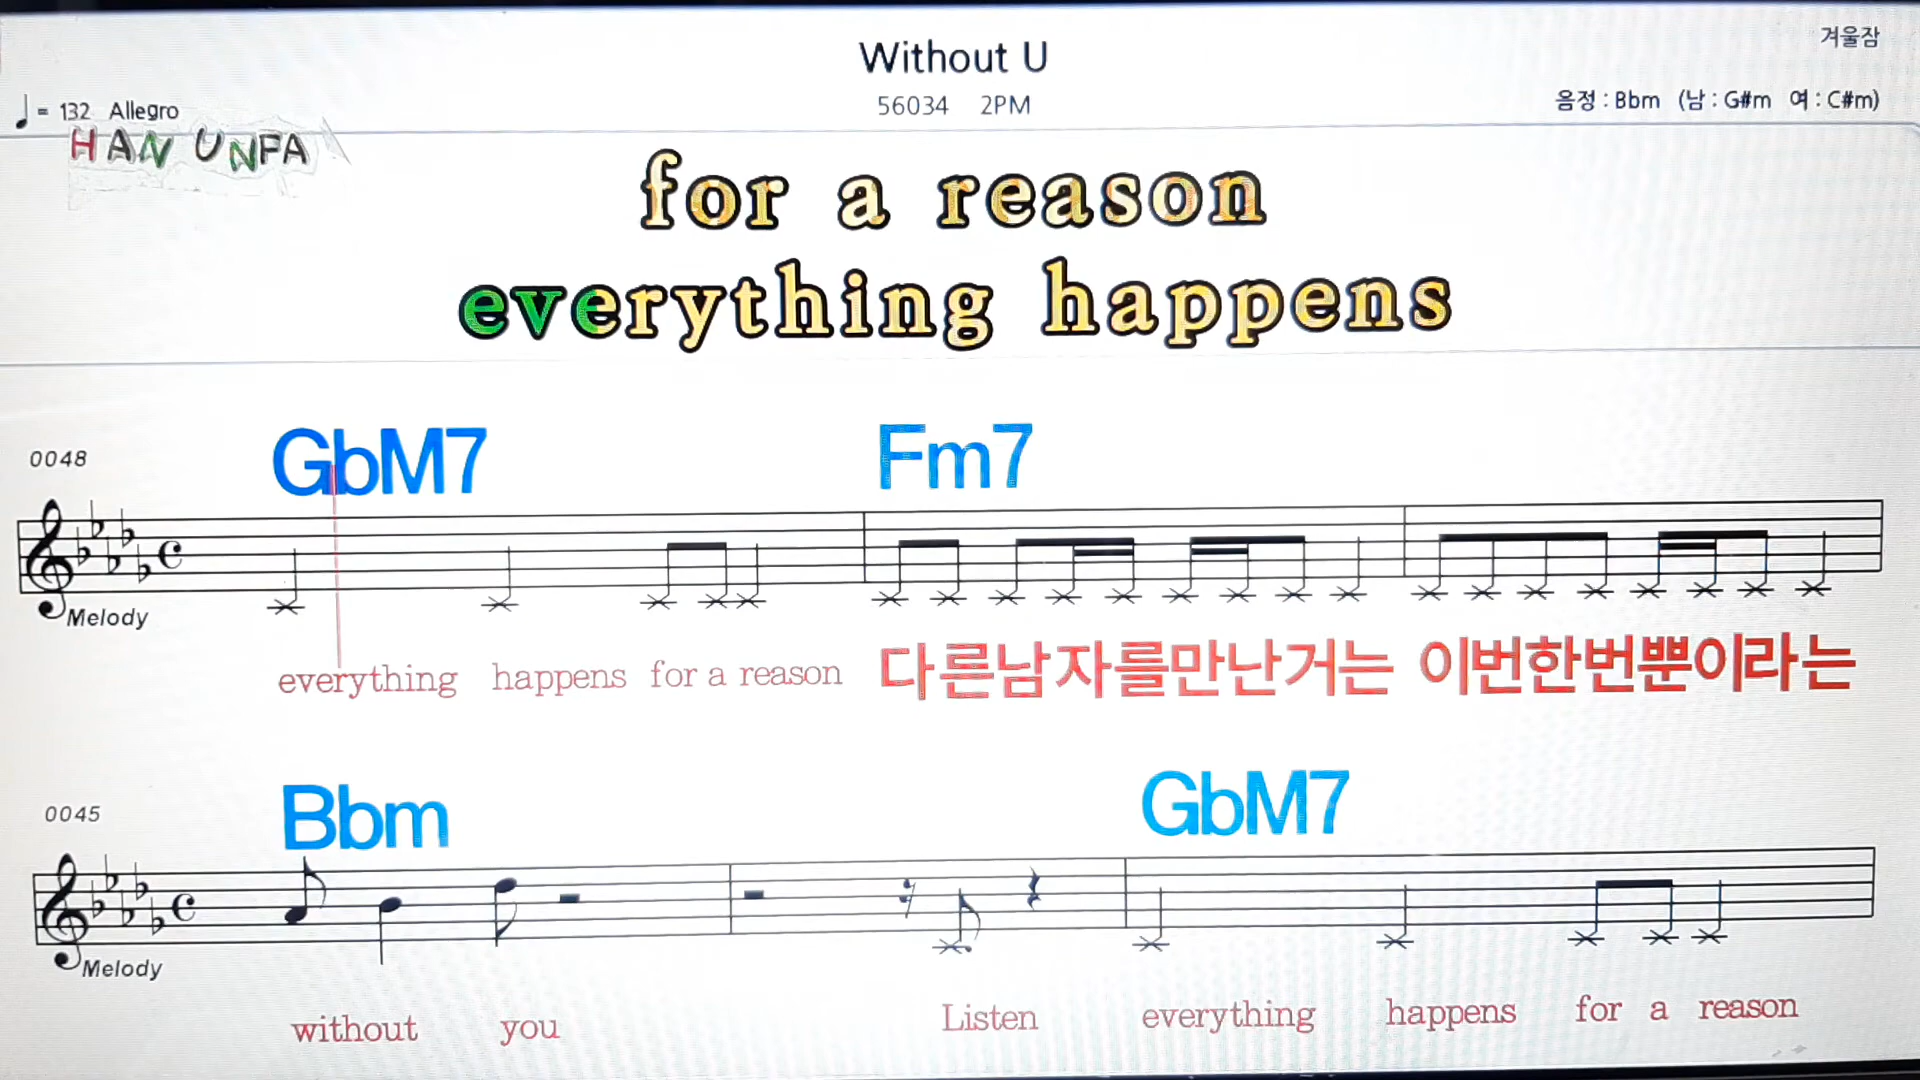 Without U
겨울잠
♩= 132 Allegro
56034 2PM
음정 : Bbm (남 : G#m 여 : C#m)
HAN UNFA
for a reason
everything happens
0048
GbM7 Fm7
Melody
everything happens for a reason 다른남자를만난거는 이번한번뿐이라는
0045
Bbm GbM7
Melody
without you Listen everything happens for a reason